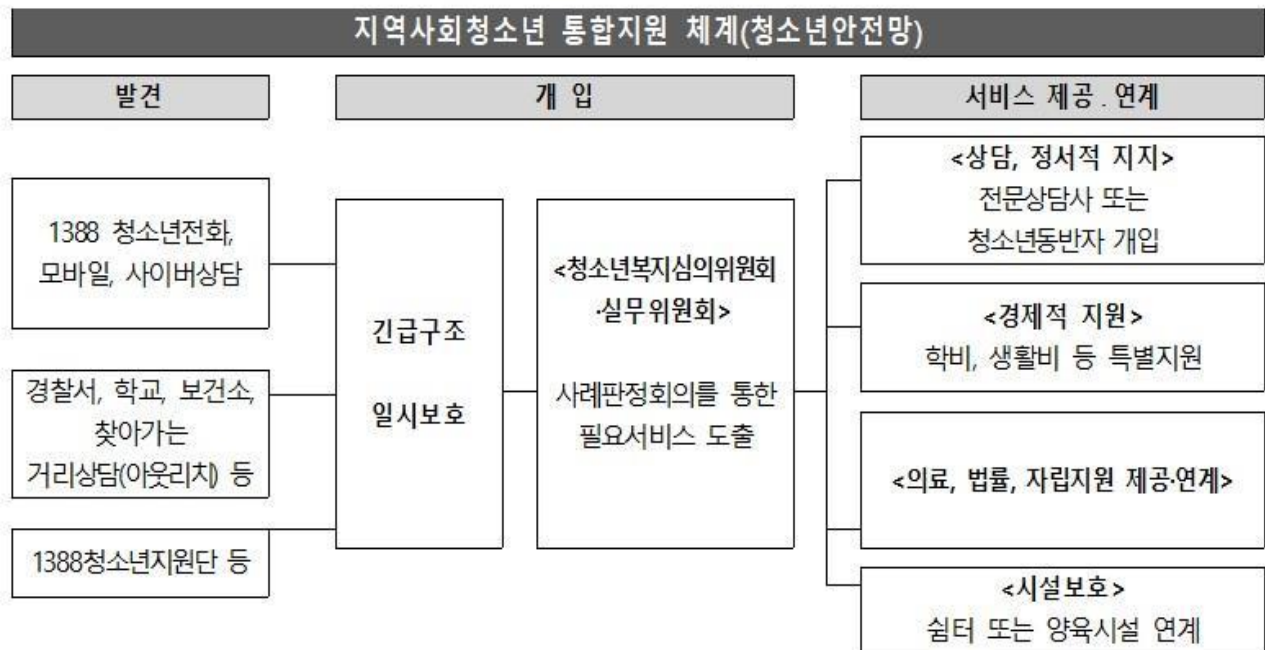 지역사회청소년 통합지원 체계(청소년안전망)
발견
개 입
서비스 제공 . 연계
1388 청소년전화,
모바일, 사이버상담
경찰서, 학교, 보건소,
찾아가는
거리상담(아웃리치) 등
1388청소년지원단 등
긴급구조
일시보호
<청소년복지심의위원회
·실무위원회>
사례판정회의를 통한
필요서비스 도출
<상담, 정서적 지지>
전문상담사 또는
청소년동반자 개입
<경제적 지원>
학비, 생활비 등 특별지원
<의료, 법률, 자립지원 제공·연계>
<시설보호>
쉼터 또는 양육시설 연계